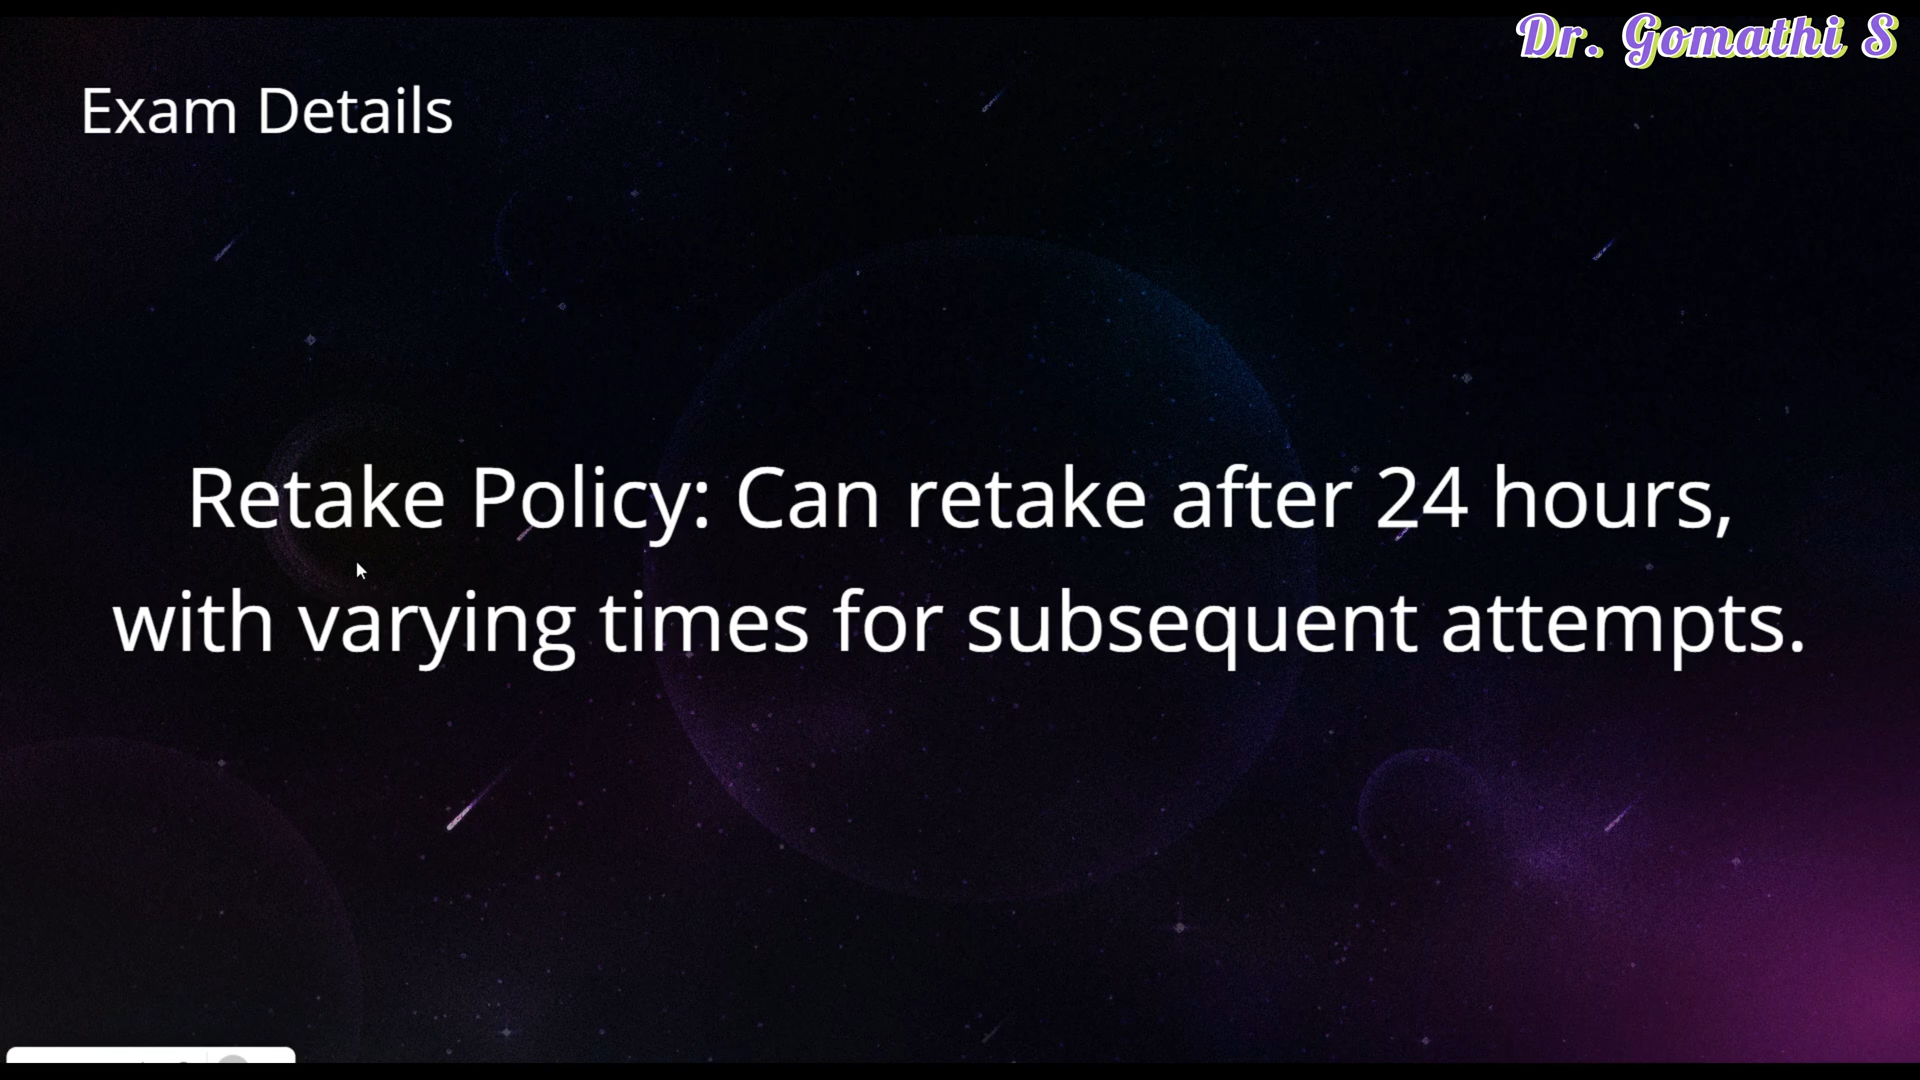 Dr. Gomathi S
Exam Details
Retake Policy: Can retake after 24 hours,
with varying times for subsequent attempts.